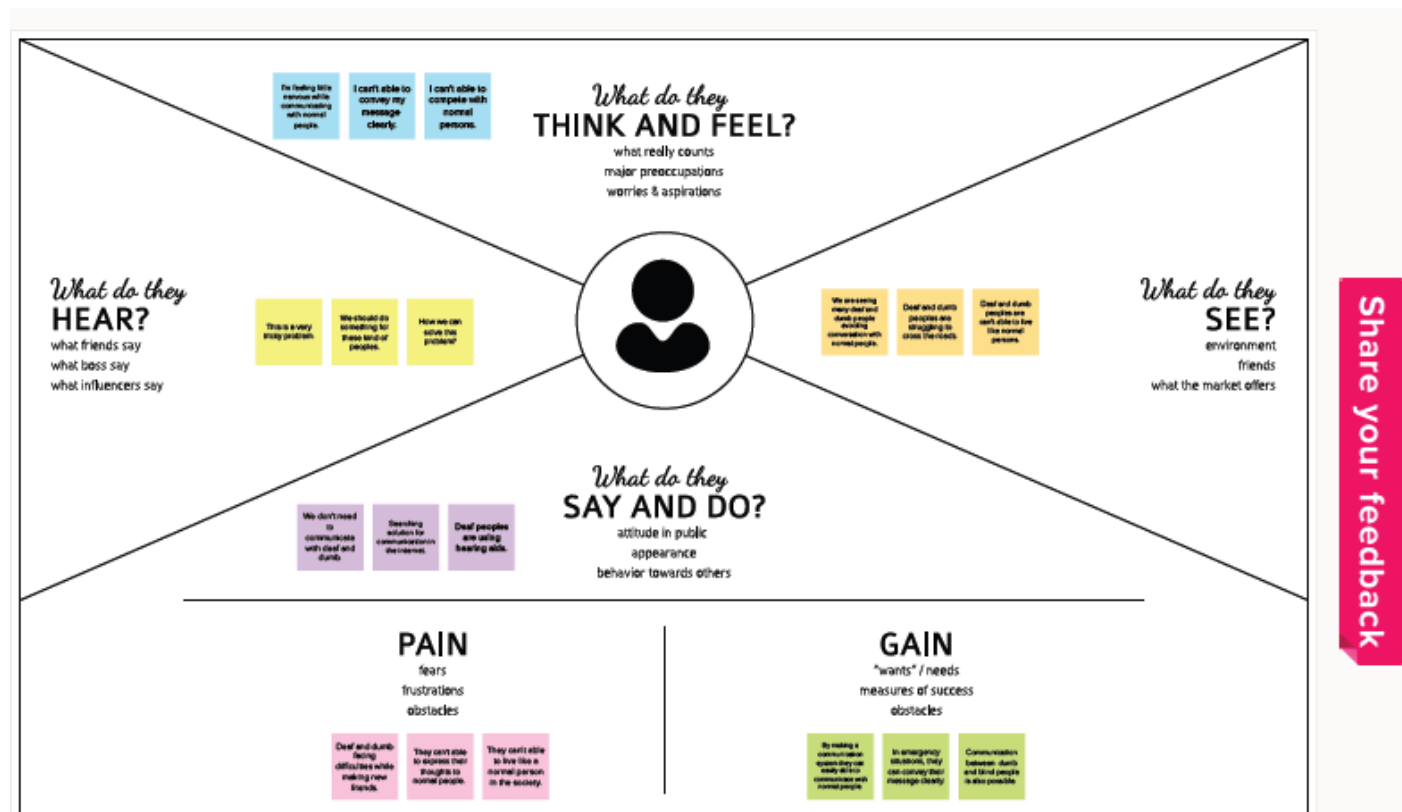 I'm feeling little
nervous while
communicating
with normal
people.
I can't able to
convey my
message
clearly.
I can't able to
compete with
normal
persons.
What do they
THINK AND FEEL?
what really counts
major preoccupations
worries & aspirations
What do they
HEAR?
what friends say
what boss say
what influencers say
This is a very
tricky problem.
We should do
something for
these kind of
peoples.
How we can
solve this
problem?
We are seeing
many deaf and
dumb people
avoiding
conversation with
normal people.
Deaf and dumb
peoples are
struggling to
cross the roads.
Deaf and dumb
peoples are
can't able to live
like normal
persons.
What do they
SEE?
environment
friends
what the market offers
What do they
SAY AND DO?
attitude in public
appearance
behavior towards others
We don't need
to
communicate
with deaf and
dumb
Searching
solution for
communication in
the internet.
Deaf peoples
are using
hearing aids.
PAIN
fears
frustrations
obstacles
Deaf and dumb
facing
difficulties while
making new
friends.
They can't able
to express their
thoughts to
normal people.
They can't able
to live like a
normal person
in the society.
GAIN
"wants" / needs
measures of success
obstacles
By making a
communication
system they can
easily able to
communicate with
normal people.
In emergency
situations, they
can convey their
message clearly.
Communication
between dumb
and blind people
is also possible.
Share your feedback